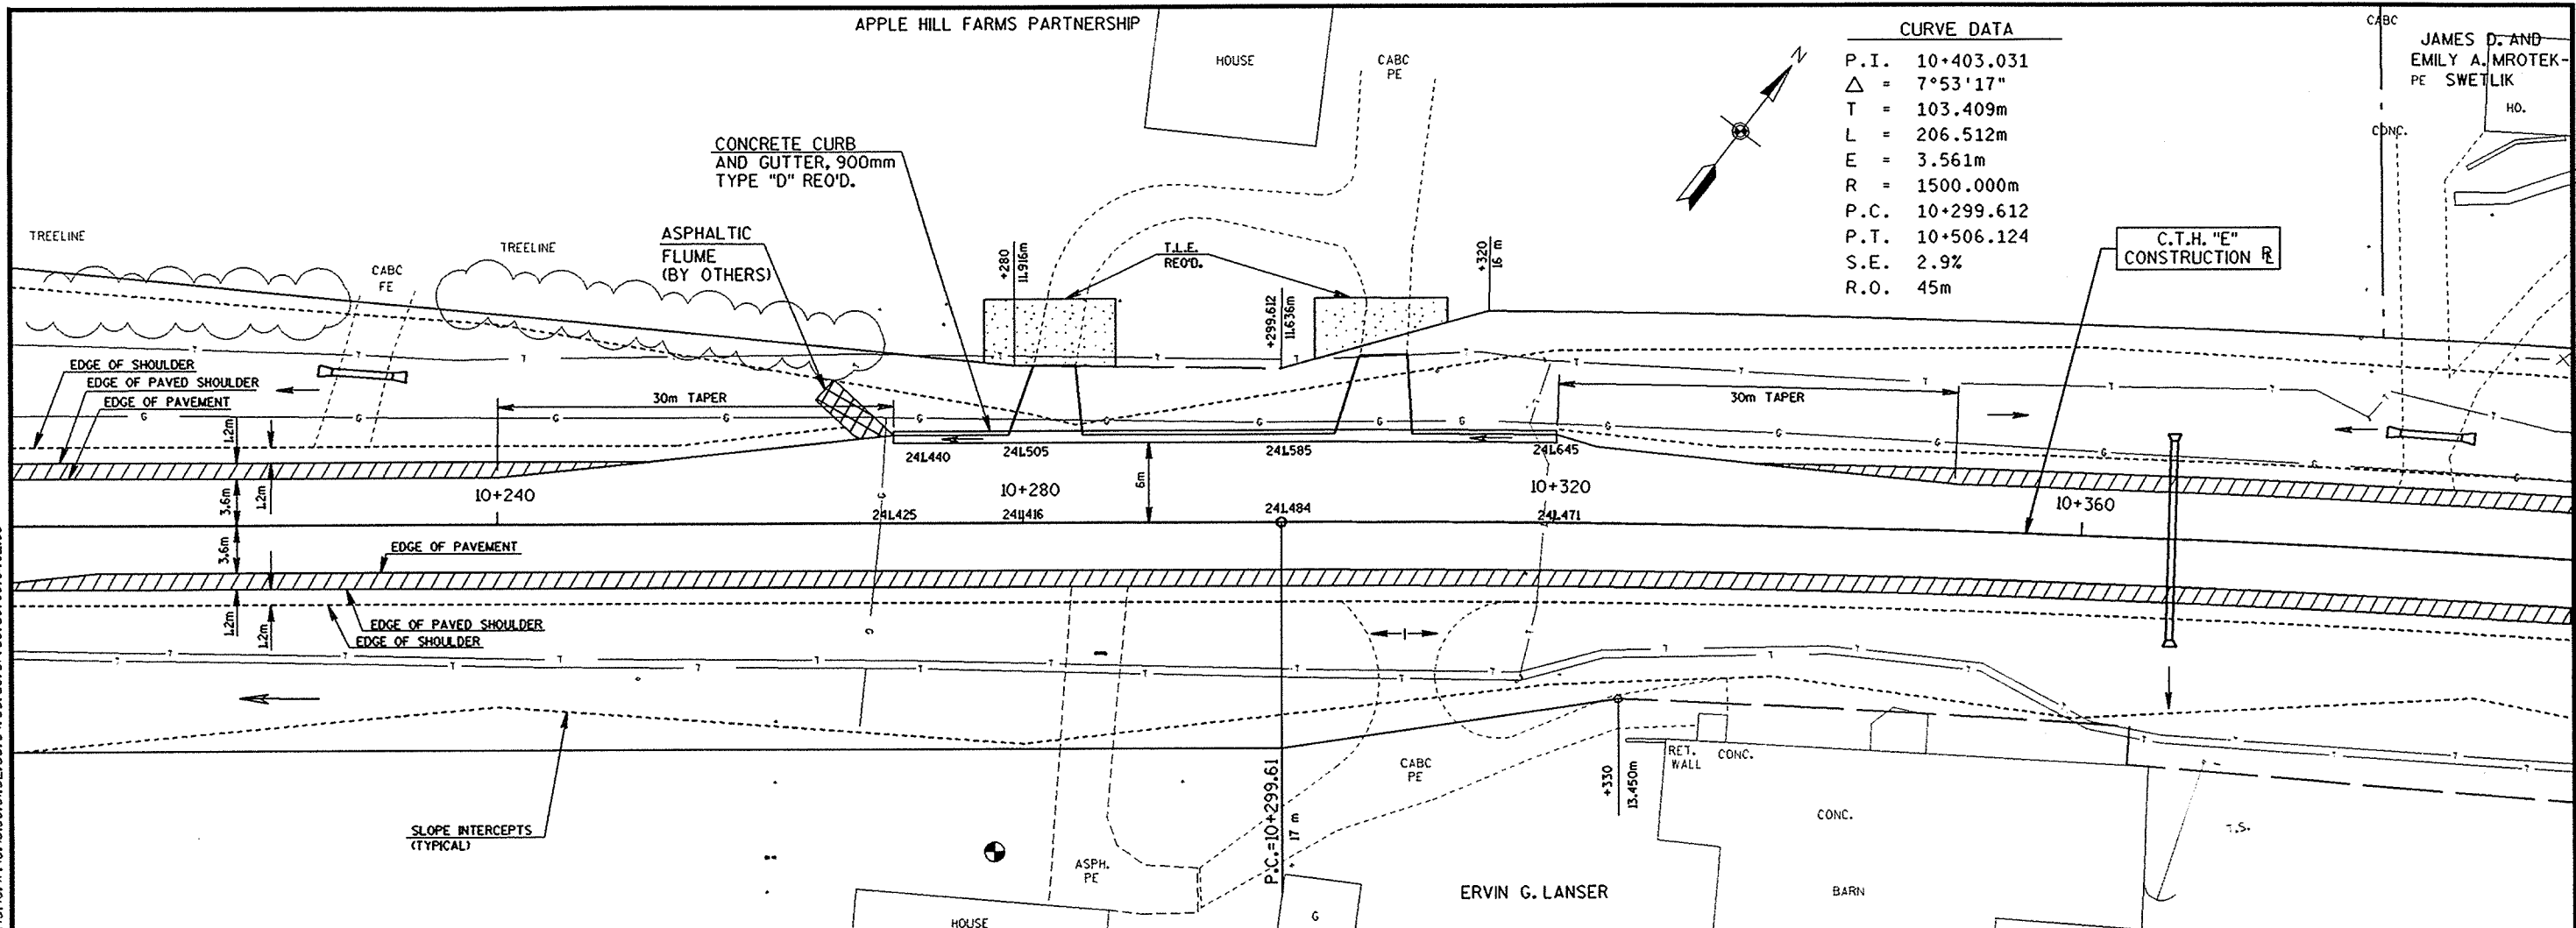 APPLE HILL FARMS PARTNERSHIP
HOUSE
CABC
PE
CURVE DATA
P.I. 10+403.031
△ = 7°53'17"
T = 103.409m
L = 206.512m
E = 3.561m
R = 1500.000m
P.C. 10+299.612
P.T. 10+506.124
S.E. 2.9%
R.O. 45m
N
CABC
PE
JAMES D. AND
EMILY A. MROTEK-
SWETLIK
HO.
CONC.
CONCRETE CURB
AND GUTTER, 900mm
TYPE "D" REQ'D.
ASPHALTIC
FLUME
(BY OTHERS)
TREELINE
TREELINE
CABC
FE
+280
11.916m
T.L.E.
REQ'D.
+299.612
11.636m
+320
16 m
C.T.H. "E"
CONSTRUCTION ℞
EDGE OF SHOULDER
EDGE OF PAVED SHOULDER
EDGE OF PAVEMENT
30m TAPER
30m TAPER
1.2m
1.2m
3.6m
3.6m
6m
241.440
241.505
241.585
241.645
10+240
10+280
10+320
10+360
241.425
241.416
241.484
241.471
EDGE OF PAVEMENT
EDGE OF PAVED SHOULDER
EDGE OF SHOULDER
1.2m
1.2m
SLOPE INTERCEPTS
(TYPICAL)
P.C.=10+299.61
17 m
+330
13.450m
CABC
PE
RET.
WALL
CONC.
CONC.
T.S.
ASPH.
PE
HOUSE
G
ERVIN G. LANSER
BARN